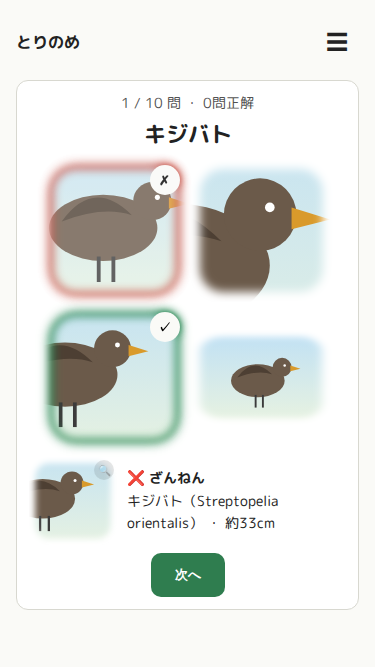 とりのめ
1 / 10 問 ・ 0問正解
キジバト
✗
✓
❌ ざんねん
キジバト（Streptopelia
orientalis） ・ 約33cm
次へ